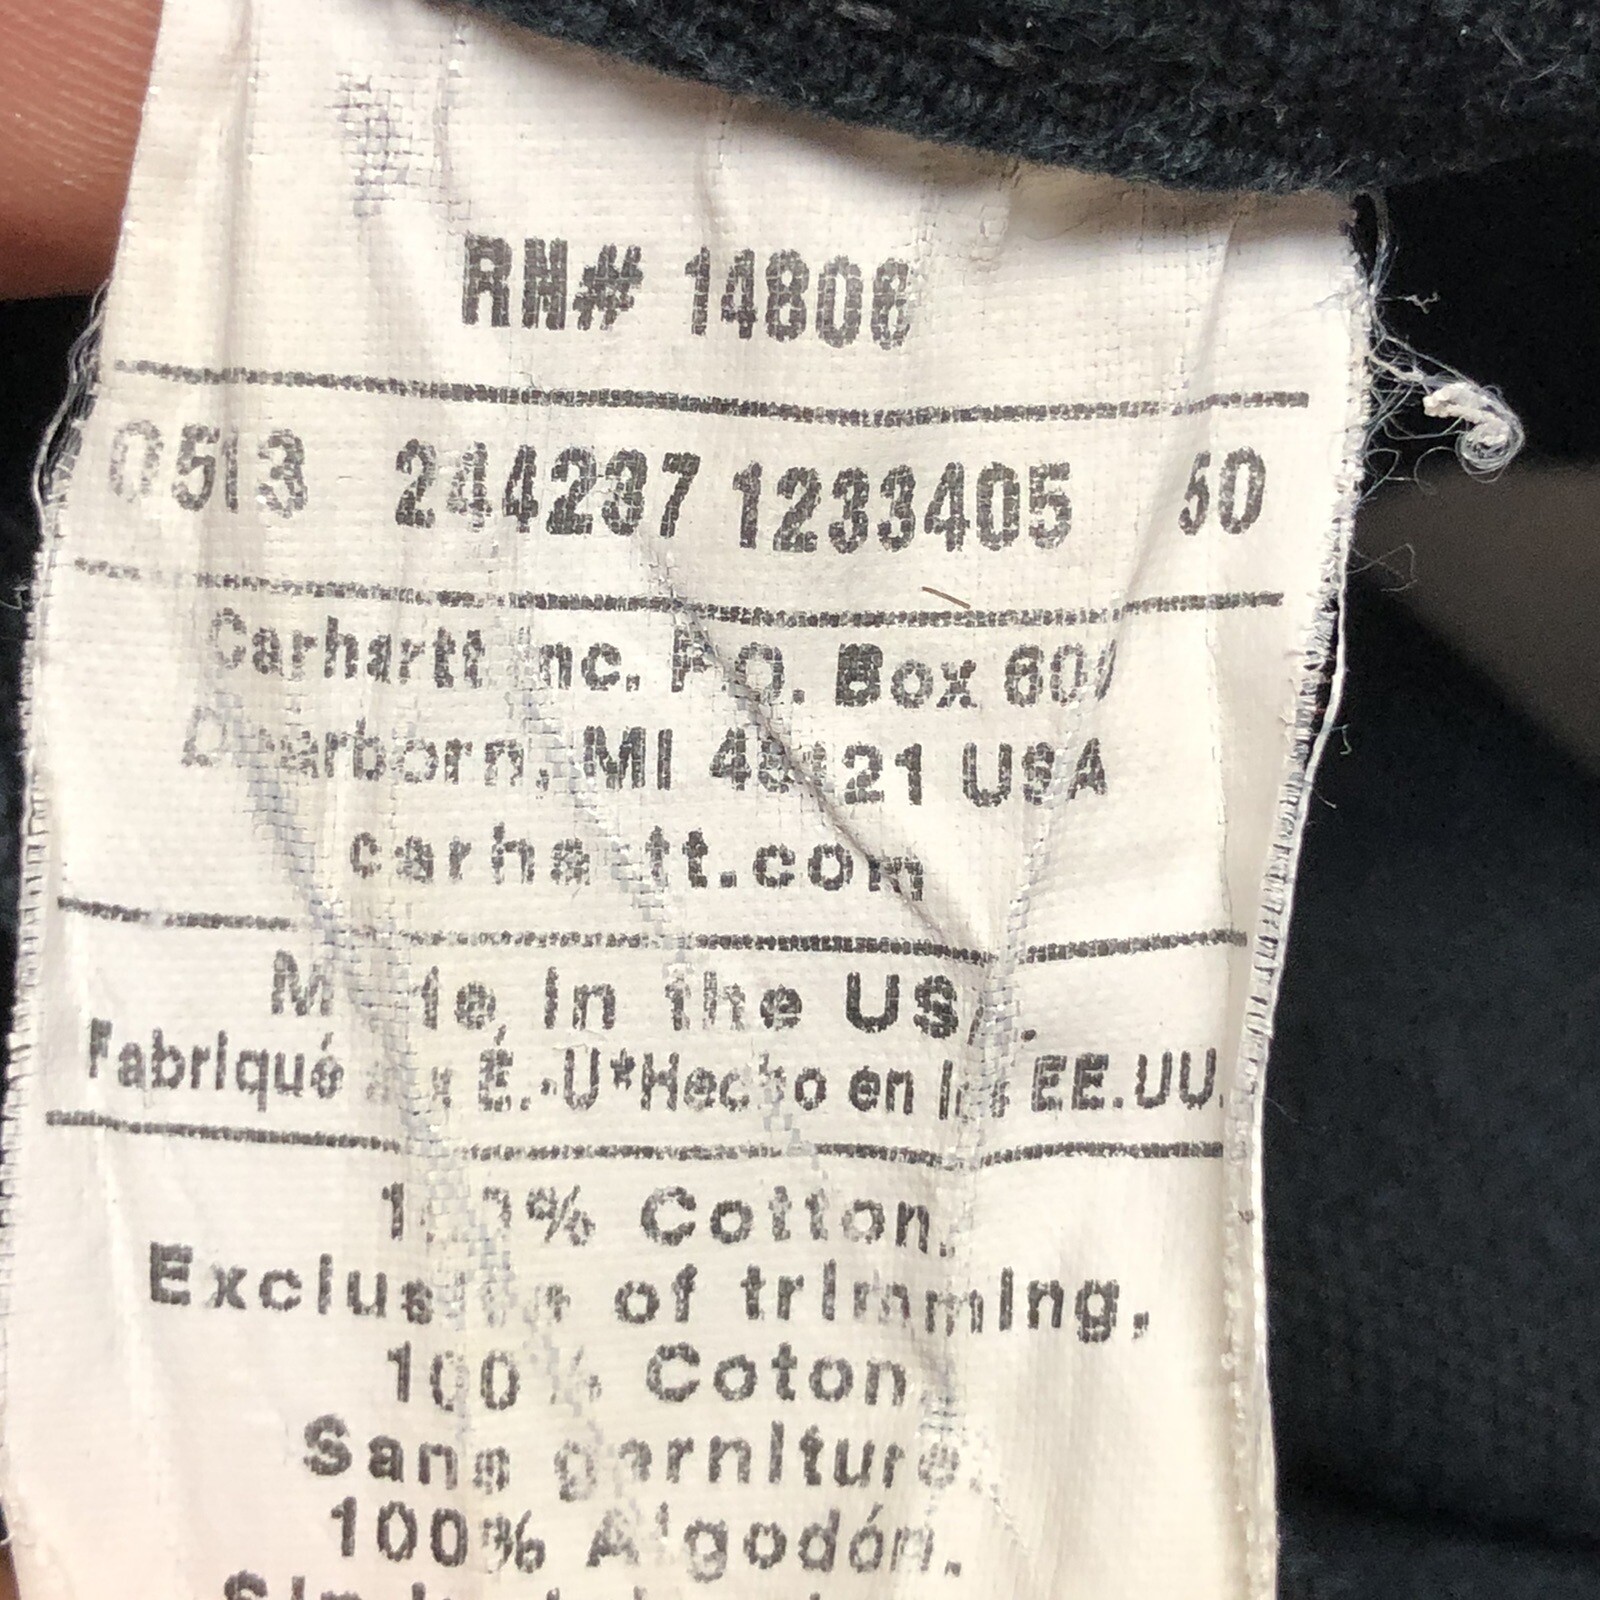 RN# 14806
0513 244237 1233405 50
Carhartt Inc. P.O. Box 600
Dearborn, MI 48121 USA
carhartt.com
Made in the USA.
Fabriqué aux É.-U*Hecho en los EE.UU.
100% Cotton.
Exclusive of trimming.
100% Coton.
Sans garniture.
100% Algodón.